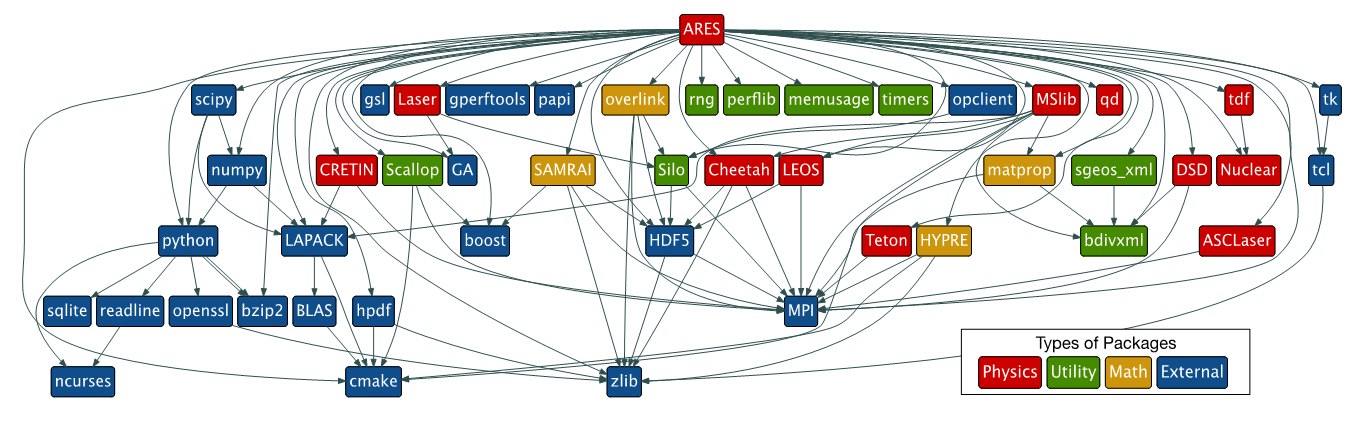 ARES
scipy gsl Laser gperftools papi overlink rng perflib memusage timers opclient MSlib qd tdf tk
numpy CRETIN Scallop GA SAMRAI Silo Cheetah LEOS matprop sgeos_xml DSD Nuclear tcl
python LAPACK boost HDF5 Teton HYPRE bdivxml ASCLaser
sqlite readline openssl bzip2 BLAS hpdf MPI
ncurses cmake zlib
Types of Packages
Physics Utility Math External